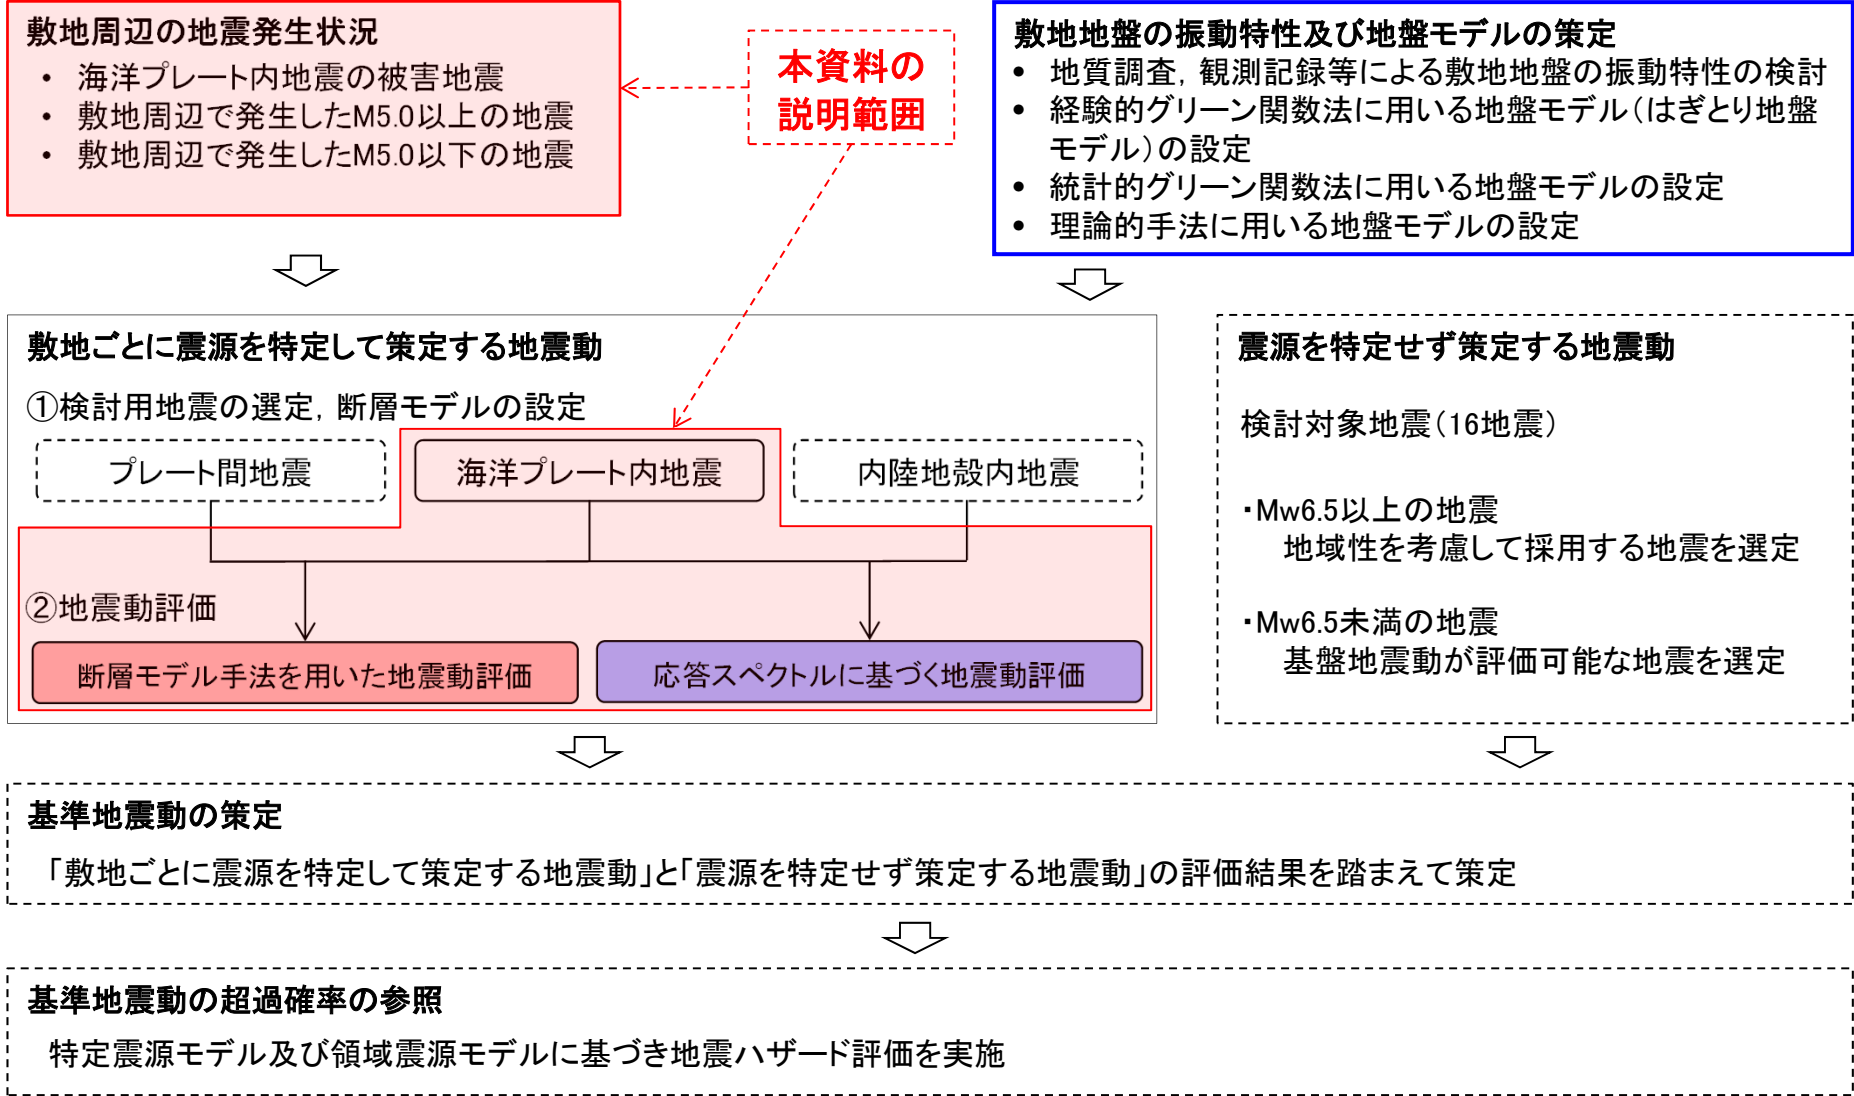 敷地周辺の地震発生状況
・ 海洋プレート内地震の被害地震
・ 敷地周辺で発生したM5.0以上の地震
・ 敷地周辺で発生したM5.0以下の地震
本資料の
説明範囲
敷地地盤の振動特性及び地盤モデルの策定
• 地質調査，観測記録等による敷地地盤の振動特性の検討
• 経験的グリーン関数法に用いる地盤モデル（はぎとり地盤
モデル）の設定
• 統計的グリーン関数法に用いる地盤モデルの設定
• 理論的手法に用いる地盤モデルの設定
敷地ごとに震源を特定して策定する地震動
①検討用地震の選定，断層モデルの設定
プレート間地震
海洋プレート内地震
内陸地殻内地震
②地震動評価
断層モデル手法を用いた地震動評価
応答スペクトルに基づく地震動評価
震源を特定せず策定する地震動
検討対象地震（16地震）
・Mw6.5以上の地震
地域性を考慮して採用する地震を選定
・Mw6.5未満の地震
基盤地震動が評価可能な地震を選定
基準地震動の策定
「敷地ごとに震源を特定して策定する地震動」と「震源を特定せず策定する地震動」の評価結果を踏まえて策定
基準地震動の超過確率の参照
特定震源モデル及び領域震源モデルに基づき地震ハザード評価を実施